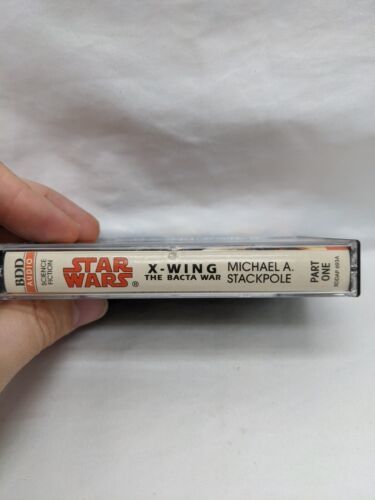 BDD
AUDIO
SCIENCE
FICTION
STAR
WARS®
X-WING
THE BACTA WAR
MICHAEL A.
STACKPOLE
PART
ONE